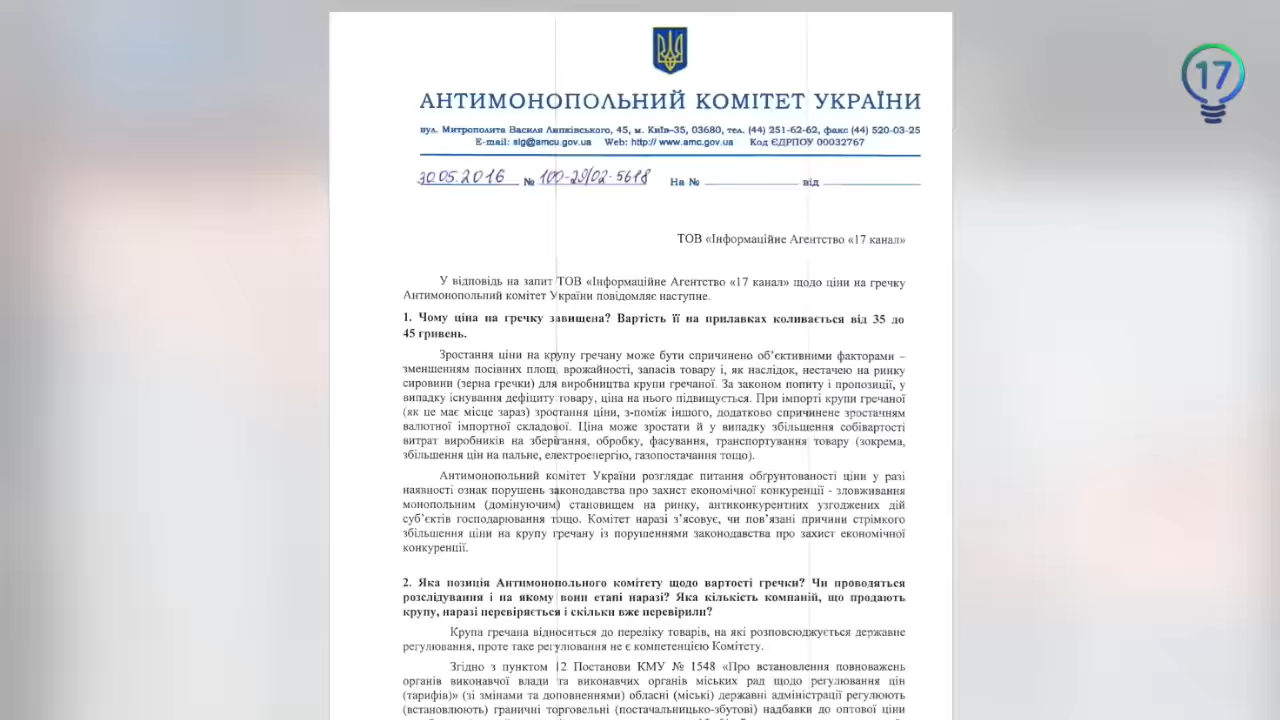 17
АНТИМОНОПОЛЬНИЙ КОМІТЕТ УКРАЇНИ
вул. Митрополита Василя Липківського, 45, м. Київ–35, 03680, тел. (44) 251-62-62, факс (44) 520-03-25
E-mail: slg@amcu.gov.ua Web: http:// www.amc.gov.ua Код ЄДРПОУ 00032767
30.05.2016 № 100-29/02-5618 На № від
ТОВ «Інформаційне Агентство «17 канал»
У відповідь на запит ТОВ «Інформаційне Агентство «17 канал» щодо ціни на гречку
Антимонопольний комітет України повідомляє наступне.
1. Чому ціна на гречку завищена? Вартість її на прилавках коливається від 35 до
45 гривень.
Зростання ціни на крупу гречану може бути спричинено об’єктивними факторами –
зменшенням посівних площ, врожайності, запасів товару і, як наслідок, нестачею на ринку
сировини (зерна гречки) для виробництва крупи гречаної. За законом попиту і пропозиції, у
випадку існування дефіциту товару, ціна на нього підвищується. При імпорті крупи гречаної
(як це має місце зараз) зростання ціни, з-поміж іншого, додатково спричинене зростанням
валютної імпортної складової. Ціна може зрости й у випадку збільшення собівартості
витрат виробників на зберігання, обробку, фасування, транспортування товару (зокрема,
збільшення цін на пальне, електроенергію, газопостачання тощо).
Антимонопольний комітет України розглядає питання обґрунтованості ціни у разі
наявності ознак порушень законодавства про захист економічної конкуренції - зловживання
монопольним (домінуючим) становищем на ринку, антиконкурентних узгоджених дій
суб’єктів господарювання тощо. Комітет наразі з’ясовує, чи пов’язані причини стрімкого
збільшення ціни на крупу гречану із порушеннями законодавства про захист економічної
конкуренції.
2. Яка позиція Антимонопольного комітету щодо вартості гречки? Чи проводяться
розслідування і на якому вони етапі наразі? Яка кількість компаній, що продають
крупу, наразі перевіряється і скільки вже перевірили?
Крупа гречана відноситься до переліку товарів, на які розповсюджується державне
регулювання, проте таке регулювання не є компетенцією Комітету.
Згідно з пунктом 12 Постанови КМУ № 1548 «Про встановлення повноважень
органів виконавчої влади та виконавчих органів міських рад щодо регулювання цін
(тарифів)» (зі змінами та доповненнями) обласні (міські) державні адміністрації регулюють
(встановлюють) граничні торговельні (постачальницько-збутові) надбавки до оптової ціни